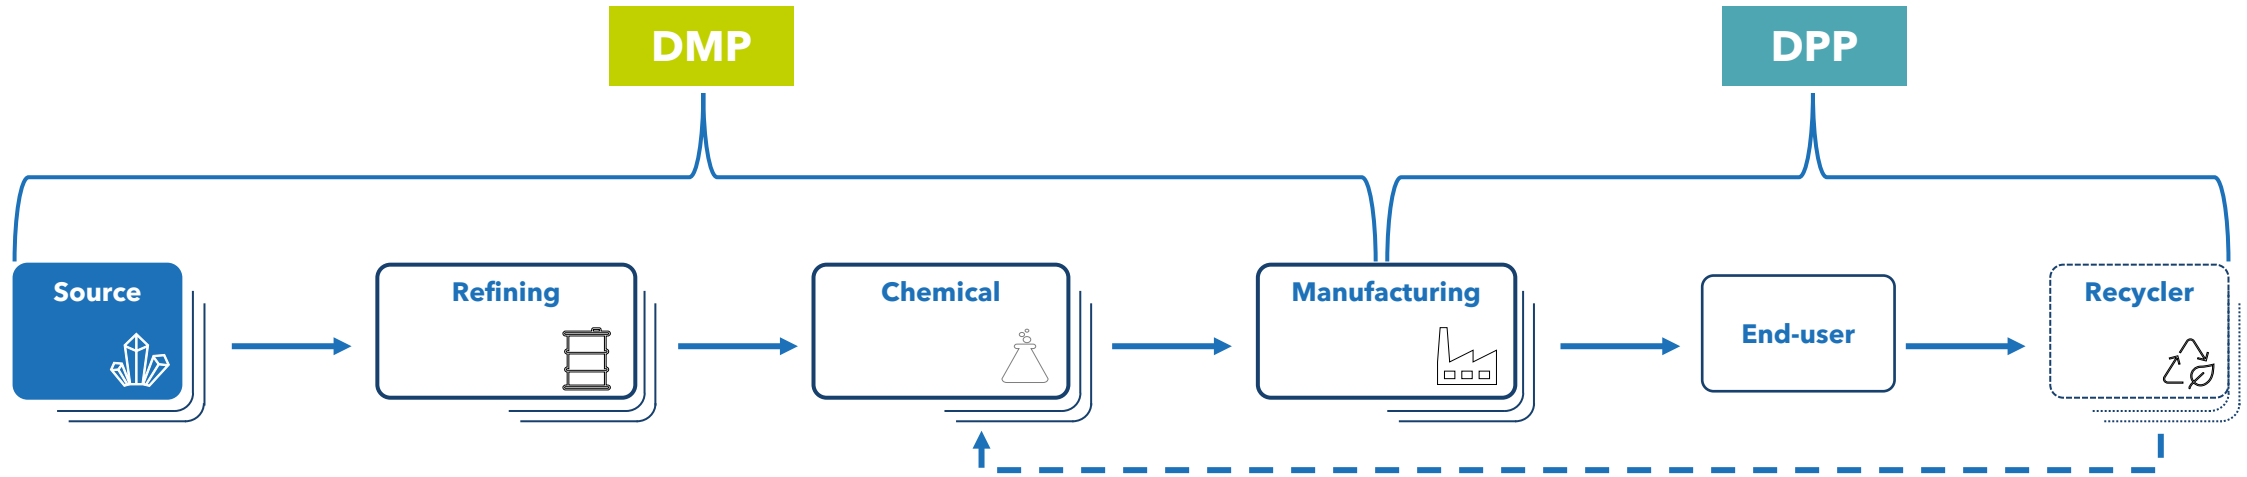 DMP
DPP
Source
Refining
Chemical
Manufacturing
End-user
Recycler